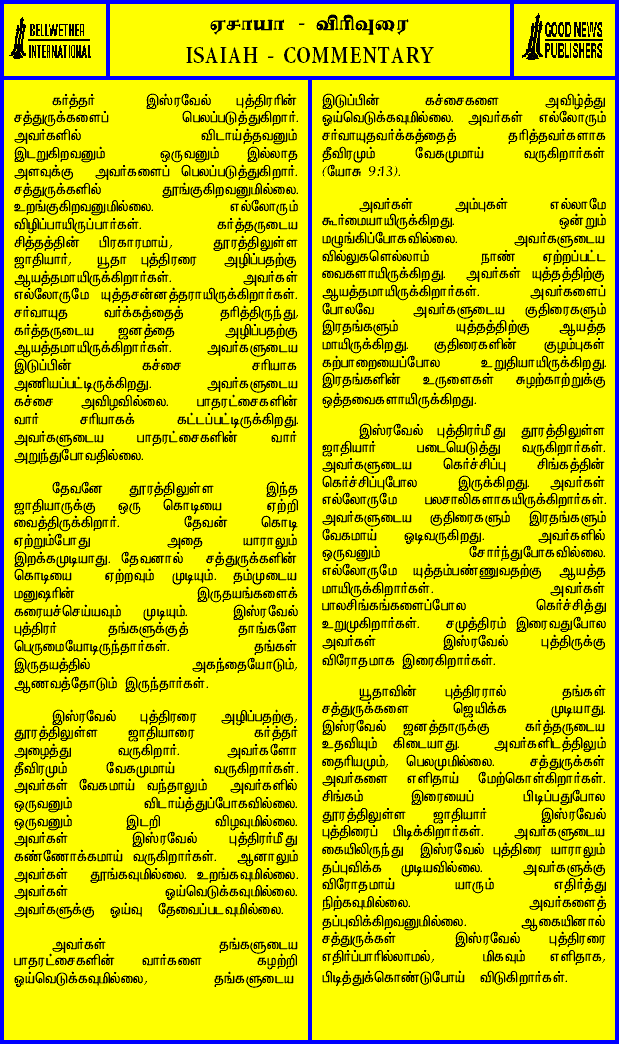 BELLWETHER
INTERNATIONAL
ஏசாயா - விரிவுரை
ISAIAH - COMMENTARY
GOOD NEWS
PUBLISHERS
கர்த்தர் இஸ்ரவேல் புத்திரரின்
சத்துருக்களைப் பெலப்படுத்துகிறார்.
அவர்களில் விடாய்த்தவனும்
இடறுகிறவனும் ஒருவனும் இல்லாத
அளவுக்கு அவர்களைப் பெலப்படுத்துகிறார்.
சத்துருக்களில் தூங்குகிறவனுமில்லை.
உறங்குகிறவனுமில்லை. எல்லோரும்
விழிப்பாயிருப்பார்கள். கர்த்தருடைய
சித்தத்தின் பிரகாரமாய், தூரத்திலுள்ள
ஜாதியார், யூதா புத்திரரை அழிப்பதற்கு
ஆயத்தமாயிருக்கிறார்கள். அவர்கள்
எல்லோருமே யுத்தசன்னத்தராயிருக்கிறார்கள்.
சர்வாயுத வர்க்கத்தைத் தரித்திருந்து,
கர்த்தருடைய ஜனத்தை அழிப்பதற்கு
ஆயத்தமாயிருக்கிறார்கள். அவர்களுடைய
இடுப்பின் கச்சை சரியாக
அணியப்பட்டிருக்கிறது. அவர்களுடைய
கச்சை அவிழவில்லை. பாதரட்சைகளின்
வார் சரியாகக் கட்டப்பட்டிருக்கிறது.
அவர்களுடைய பாதரட்சைகளின் வார்
அறுந்துபோவதில்லை.
தேவனே தூரத்திலுள்ள இந்த
ஜாதியாருக்கு ஒரு கொடியை ஏற்றி
வைத்திருக்கிறார். தேவன் கொடி
ஏற்றும்போது அதை யாராலும்
இறக்கமுடியாது. தேவனால் சத்துருக்களின்
கொடியை ஏற்றவும் முடியும். தம்முடைய
மனுஷரின் இருதயங்களைக்
கரையச்செய்யவும் முடியும். இஸ்ரவேல்
புத்திரர் தங்களுக்குத் தாங்களே
பெருமையோடிருந்தார்கள். தங்கள்
இருதயத்தில் அகந்தையோடும்,
ஆணவத்தோடும் இருந்தார்கள்.
இஸ்ரவேல் புத்திரரை அழிப்பதற்கு,
தூரத்திலுள்ள ஜாதியாரை கர்த்தர்
அழைத்து வருகிறார். அவர்களோ
தீவிரமும் வேகமுமாய் வருகிறார்கள்.
அவர்கள் வேகமாய் வந்தாலும் அவர்களில்
ஒருவனும் விடாய்த்துப்போகவில்லை.
ஒருவனும் இடறி விழவுமில்லை.
அவர்கள் இஸ்ரவேல் புத்திரர்மீது
கண்ணோக்கமாய் வருகிறார்கள். ஆனாலும்
அவர்கள் தூங்கவுமில்லை. உறங்கவுமில்லை.
அவர்கள் ஓய்வெடுக்கவுமில்லை.
அவர்களுக்கு ஓய்வு தேவைப்படவுமில்லை.
அவர்கள் தங்களுடைய
பாதரட்சைகளின் வார்களை கழற்றி
ஓய்வெடுக்கவுமில்லை, தங்களுடைய
இடுப்பின் கச்சைகளை அவிழ்த்து
ஓய்வெடுக்கவுமில்லை. அவர்கள் எல்லோரும்
சர்வாயுதவர்க்கத்தைத் தரித்தவர்களாக
தீவிரமும் வேகமுமாய் வருகிறார்கள்
(யோசு 9:13).
அவர்கள் அம்புகள் எல்லாமே
கூர்மையாயிருக்கிறது. ஒன்றும்
மழுங்கிப்போகவில்லை. அவர்களுடைய
வில்லுகளெல்லாம் நாண் ஏற்றப்பட்ட
வைகளாயிருக்கிறது. அவர்கள் யுத்தத்திற்கு
ஆயத்தமாயிருக்கிறார்கள். அவர்களைப்
போலவே அவர்களுடைய குதிரைகளும்
இரதங்களும் யுத்தத்திற்கு ஆயத்த
மாயிருக்கிறது. குதிரைகளின் குழம்புகள்
கற்பாறையைப்போல உறுதியாயிருக்கிறது.
இரதங்களின் உருளைகள் சுழற்காற்றுக்கு
ஒத்தவைகளாயிருக்கிறது.
இஸ்ரவேல் புத்திரர்மீது தூரத்திலுள்ள
ஜாதியார் படையெடுத்து வருகிறார்கள்.
அவர்களுடைய கெர்ச்சிப்பு சிங்கத்தின்
கெர்ச்சிப்புபோல இருக்கிறது. அவர்கள்
எல்லோருமே பலசாலிகளாகயிருக்கிறார்கள்.
அவர்களுடைய குதிரைகளும் இரதங்களும்
வேகமாய் ஓடிவருகிறது. அவர்களில்
ஒருவனும் சோர்ந்துபோகவில்லை.
எல்லோருமே யுத்தம்பண்ணுவதற்கு ஆயத்த
மாயிருக்கிறார்கள். அவர்கள்
பாலசிங்கங்களைப்போல கெர்ச்சித்து
உறுமுகிறார்கள். சமுத்திரம் இரைவதுபோல
அவர்கள் இஸ்ரவேல் புத்திருக்கு
விரோதமாக இரைகிறார்கள்.
யூதாவின் புத்திரரால் தங்கள்
சத்துருக்களை ஜெயிக்க முடியாது.
இஸ்ரவேல் ஜனத்தாருக்கு கர்த்தருடைய
உதவியும் கிடையாது. அவர்களிடத்திலும்
தைரியமும், பெலமுமில்லை. சத்துருக்கள்
அவர்களை எளிதாய் மேற்கொள்கிறார்கள்.
சிங்கம் இரையைப் பிடிப்பதுபோல
தூரத்திலுள்ள ஜாதியார் இஸ்ரவேல்
புத்திரைப் பிடிக்கிறார்கள். அவர்களுடைய
கையிலிருந்து இஸ்ரவேல் புத்திரை யாராலும்
தப்புவிக்க முடியவில்லை. அவர்களுக்கு
விரோதமாய் யாரும் எதிர்த்து
நிற்கவுமில்லை. அவர்களைத்
தப்புவிக்கிறவனுமில்லை. ஆகையினால்
சத்துருக்கள் இஸ்ரவேல் புத்திரரை
எதிர்ப்பாரில்லாமல், மிகவும் எளிதாக,
பிடித்துக்கொண்டுபோய் விடுகிறார்கள்.